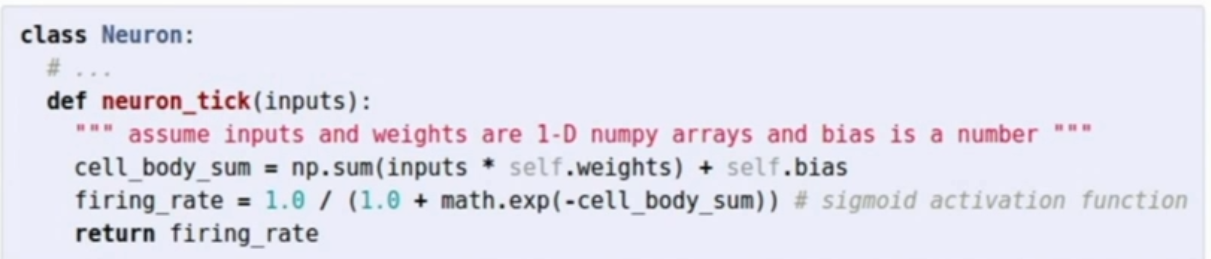 class Neuron:
# ...
def neuron_tick(inputs):
""" assume inputs and weights are 1-D numpy arrays and bias is a number """
cell_body_sum = np.sum(inputs * self.weights) + self.bias
firing_rate = 1.0 / (1.0 + math.exp(-cell_body_sum)) # sigmoid activation function
return firing_rate